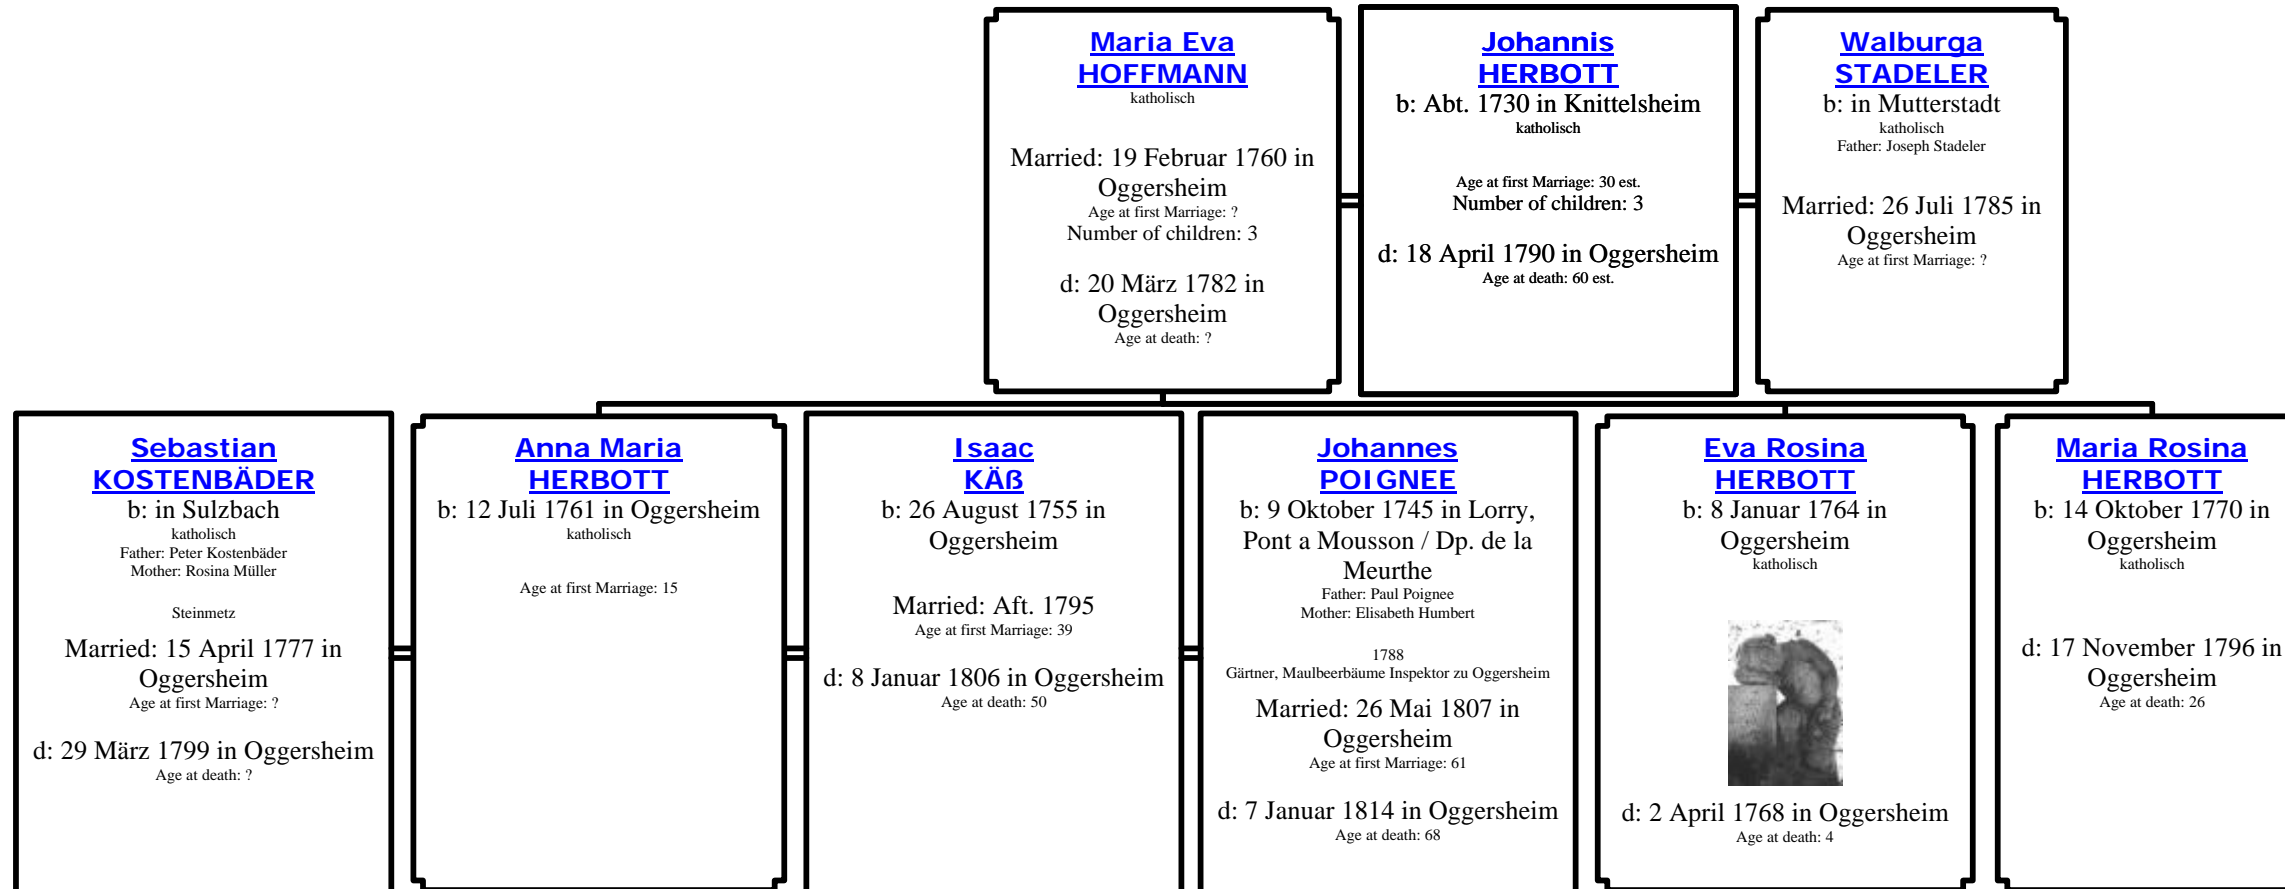 Maria Eva
HOFFMANN
katholisch
Married: 19 Februar 1760 in
Oggersheim
Age at first Marriage: ?
Number of children: 3
d: 20 März 1782 in
Oggersheim
Age at death: ?
Johannis
HERBOTT
b: Abt. 1730 in Knittelsheim
katholisch
Age at first Marriage: 30 est.
Number of children: 3
d: 18 April 1790 in Oggersheim
Age at death: 60 est.
Walburga
STADELER
b: in Mutterstadt
katholisch
Father: Joseph Stadeler
Married: 26 Juli 1785 in
Oggersheim
Age at first Marriage: ?
Sebastian
KOSTENBÄDER
b: in Sulzbach
katholisch
Father: Peter Kostenbäder
Mother: Rosina Müller
Steinmetz
Married: 15 April 1777 in
Oggersheim
Age at first Marriage: ?
d: 29 März 1799 in Oggersheim
Age at death: ?
Anna Maria
HERBOTT
b: 12 Juli 1761 in Oggersheim
katholisch
Age at first Marriage: 15
Isaac
KÄß
b: 26 August 1755 in
Oggersheim
Married: Aft. 1795
Age at first Marriage: 39
d: 8 Januar 1806 in Oggersheim
Age at death: 50
Johannes
POIGNEE
b: 9 Oktober 1745 in Lorry,
Pont a Mousson / Dp. de la
Meurthe
Father: Paul Poignee
Mother: Elisabeth Humbert
1788
Gärtner, Maulbeerbäume Inspektor zu Oggersheim
Married: 26 Mai 1807 in
Oggersheim
Age at first Marriage: 61
d: 7 Januar 1814 in Oggersheim
Age at death: 68
Eva Rosina
HERBOTT
b: 8 Januar 1764 in
Oggersheim
katholisch
d: 2 April 1768 in Oggersheim
Age at death: 4
Maria Rosina
HERBOTT
b: 14 Oktober 1770 in
Oggersheim
katholisch
d: 17 November 1796 in
Oggersheim
Age at death: 26